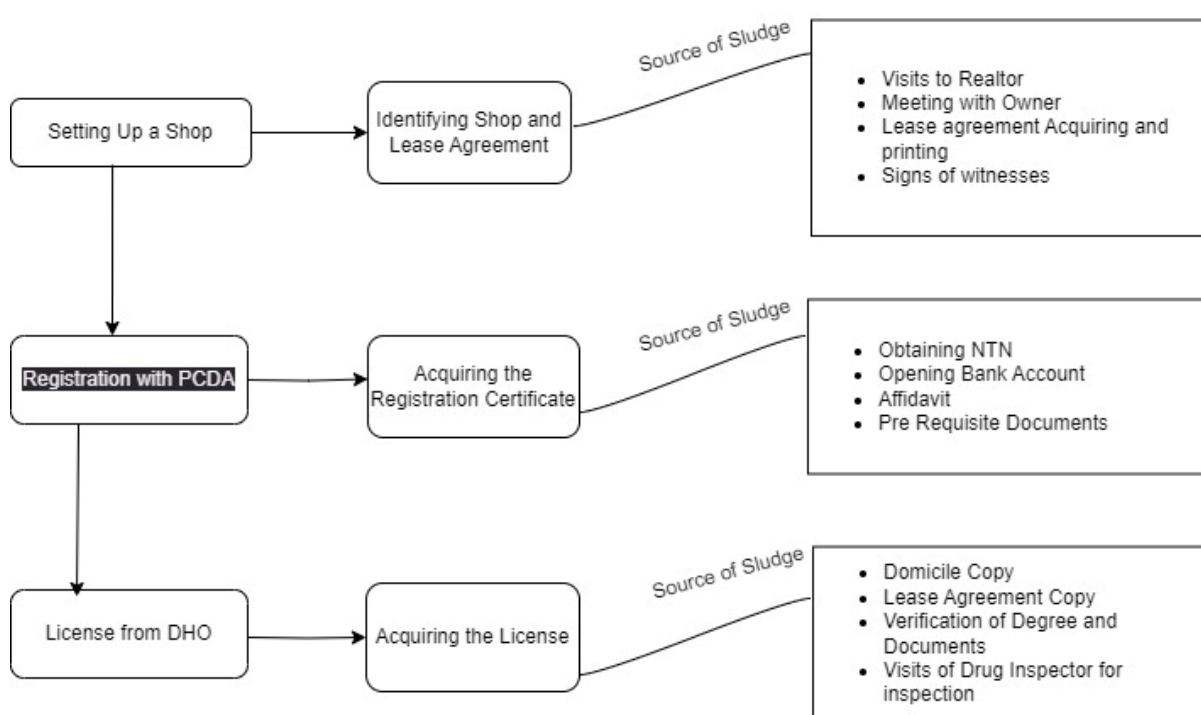 Setting Up a Shop
Identifying Shop and
Lease Agreement
Source of Sludge
• Visits to Realtor
• Meeting with Owner
• Lease agreement Acquiring and
printing
• Signs of witnesses
Registration with PCDA
Acquiring the
Registration Certificate
Source of Sludge
• Obtaining NTN
• Opening Bank Account
• Affidavit
• Pre Requisite Documents
License from DHO
Acquiring the License
Source of Sludge
• Domicile Copy
• Lease Agreement Copy
• Verification of Degree and
Documents
• Visits of Drug Inspector for
inspection